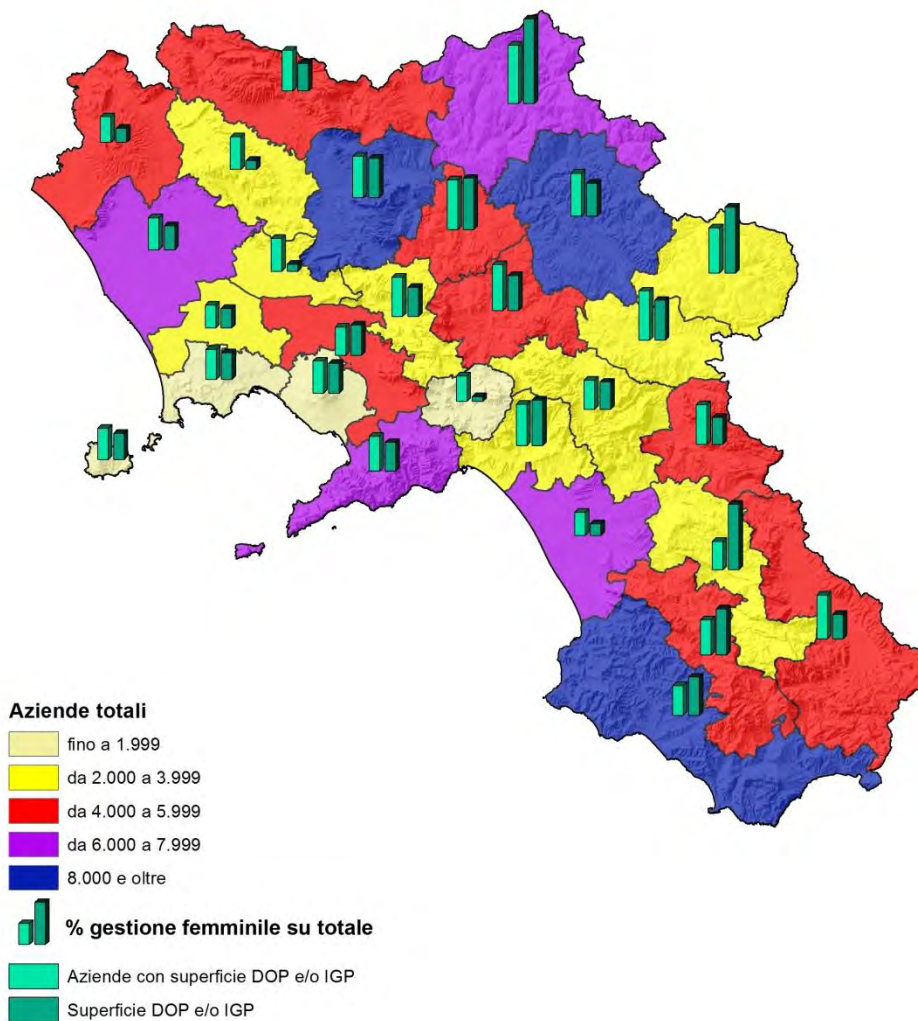 Aziende totali
fino a 1.999
da 2.000 a 3.999
da 4.000 a 5.999
da 6.000 a 7.999
8.000 e oltre
% gestione femminile su totale
Aziende con superficie DOP e/o IGP
Superficie DOP e/o IGP